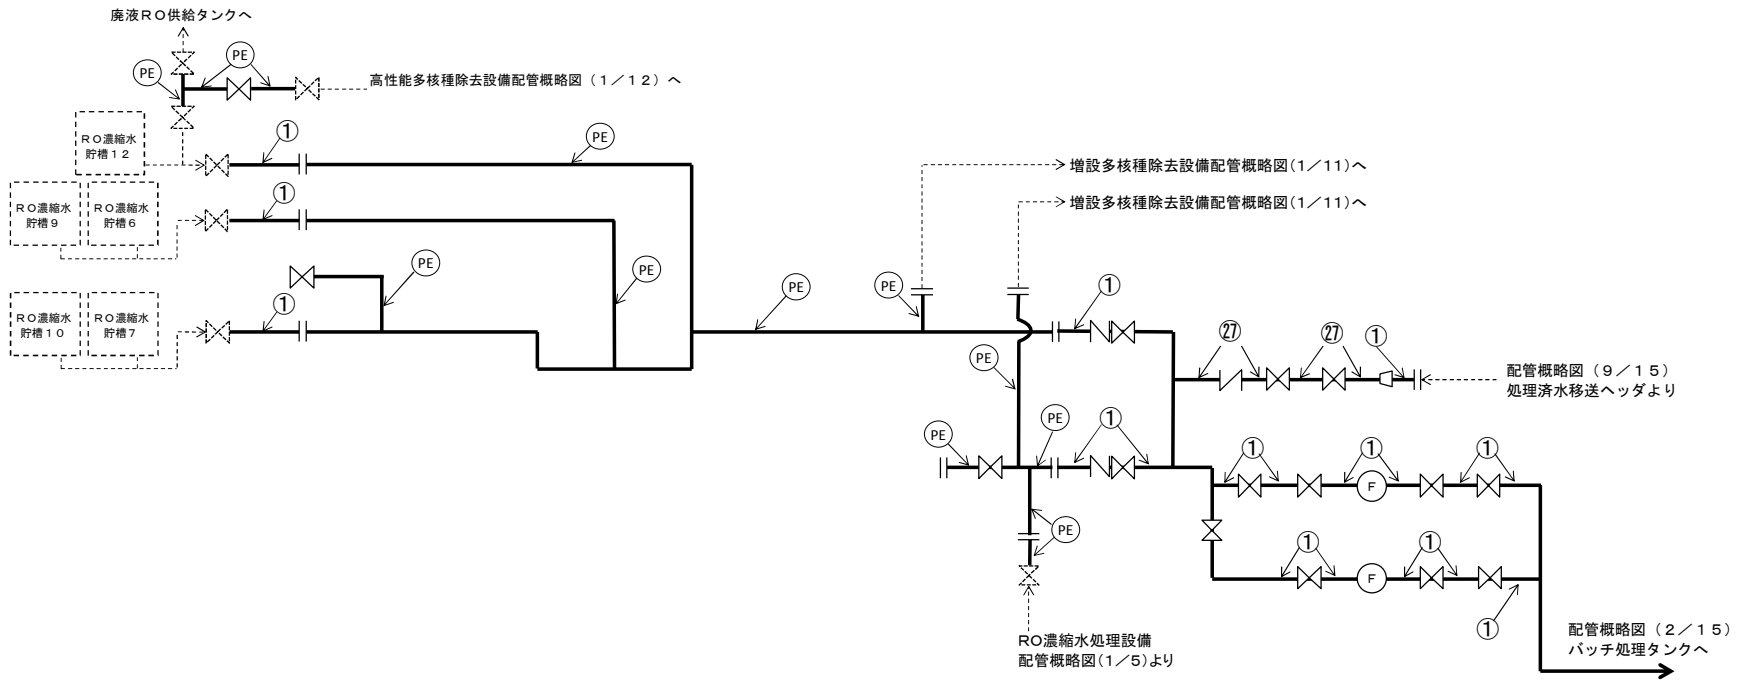 廃液ＲＯ供給タンクへ
PE
PE
高性能多核種除去設備配管概略図（１／１２）へ
ＲＯ濃縮水
貯槽１２
①
PE
ＲＯ濃縮水
貯槽９
ＲＯ濃縮水
貯槽６
①
増設多核種除去設備配管概略図(１／11)へ
増設多核種除去設備配管概略図(１／11)へ
PE
PE
PE
PE
①
ＲＯ濃縮水
貯槽１０
ＲＯ濃縮水
貯槽７
①
㉗
㉗
①
配管概略図（９／１５）
処理済水移送ヘッダより
PE
PE
PE
①
①
①
①
F
PE
①
①
F
①
RO濃縮水処理設備
配管概略図(１／５)より
配管概略図（２／１５）
バッチ処理タンクへ